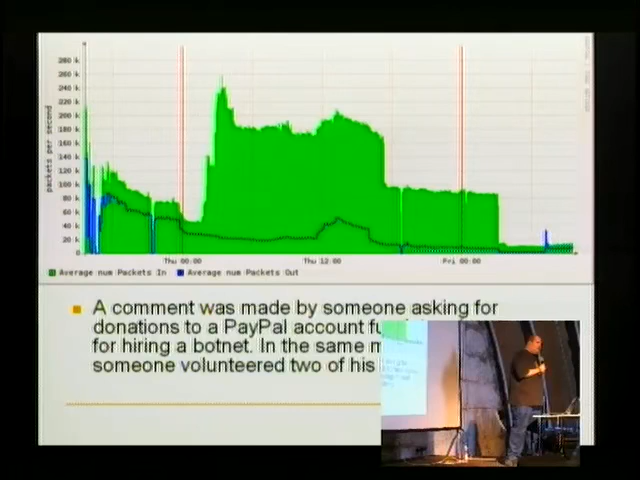 280 k
260 k
240 k
220 k
200 k
180 k
160 k
140 k
120 k
100 k
80 k
60 k
40 k
20 k
0
packets per second
Thu 00:00
Thu 12:00
Fri 00:00
Average num Packets In
Average num Packets Out
A comment was made by someone asking for
donations to a PayPal account
for hiring a botnet. In the same
someone volunteered two of his